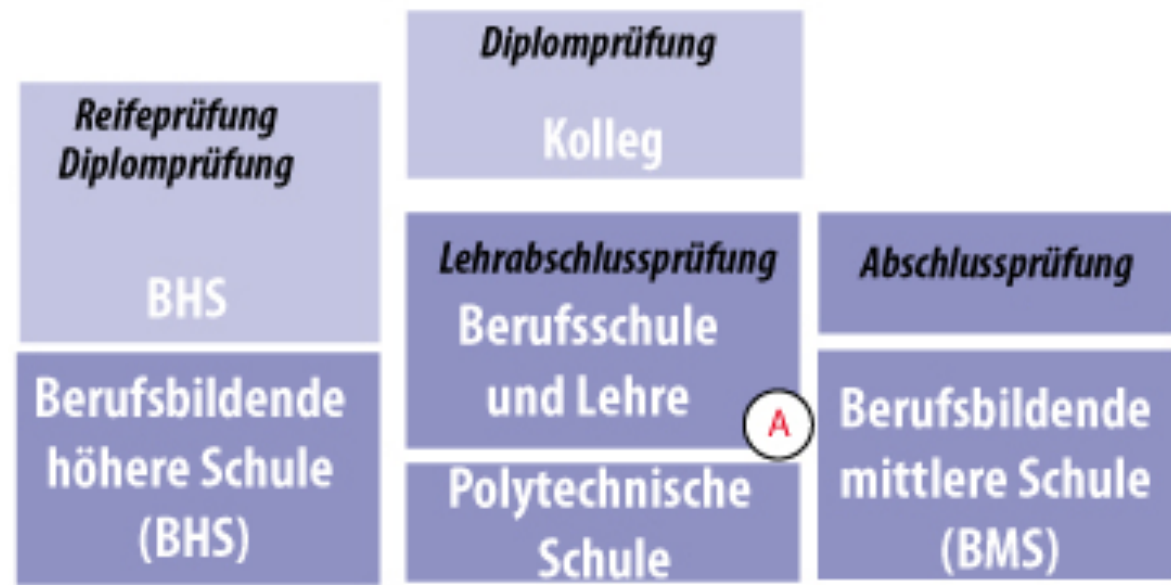 Reifeprüfung
Diplomprüfung
BHS
Berufsbildende
höhere Schule
(BHS)
Diplomprüfung
Kolleg
Lehrabschlussprüfung
Berufsschule
und Lehre
A
Polytechnische
Schule
Abschlussprüfung
Berufsbildende
mittlere Schule
(BMS)